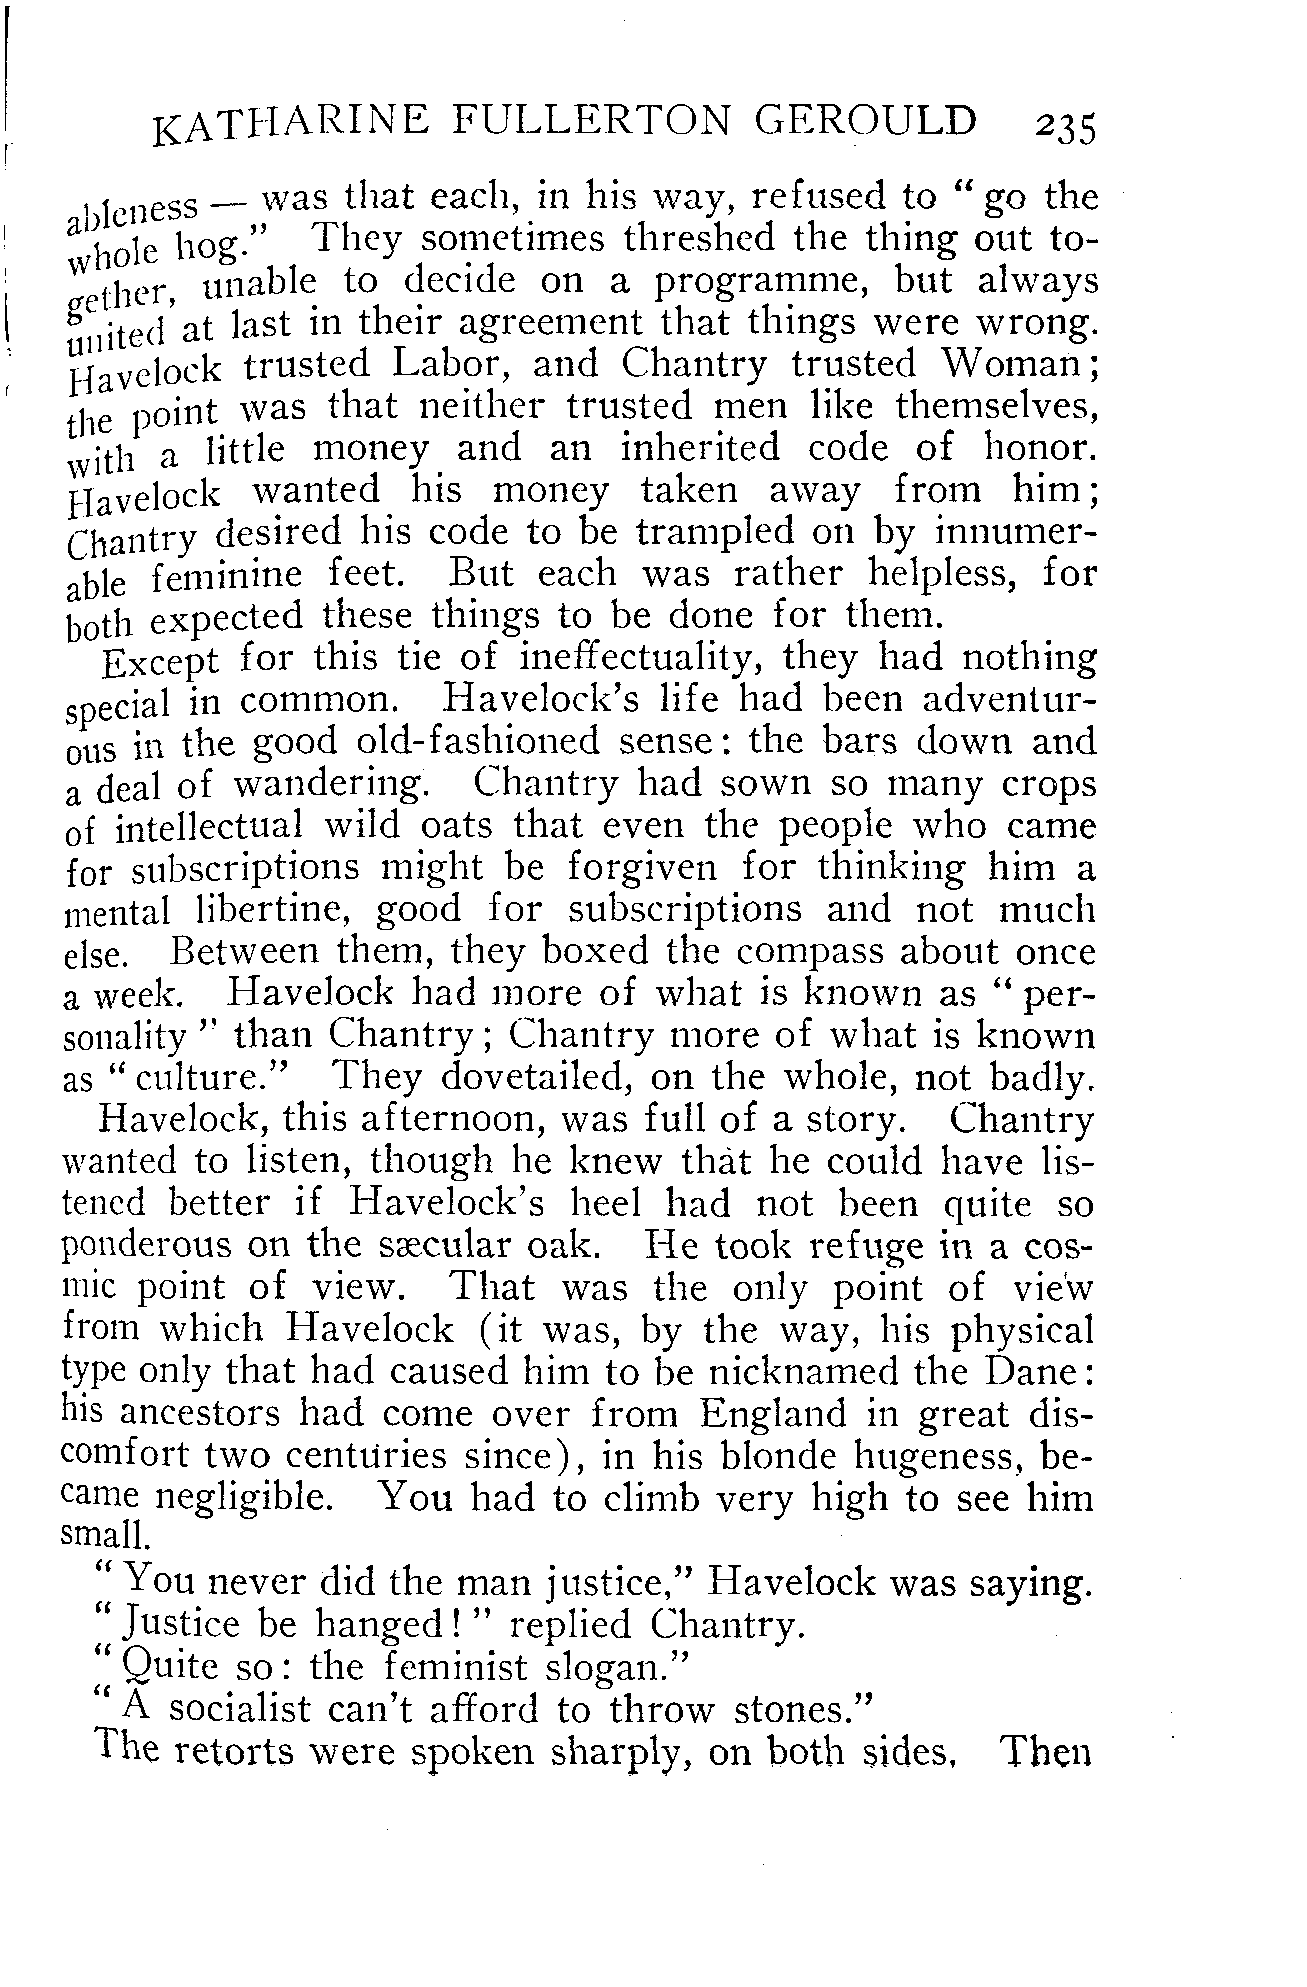 KATHARINE FULLERTON GEROULD 235
ableness — was that each, in his way, refused to “ go the
whole hog.” They sometimes threshed the thing out to-
gether, unable to decide on a programme, but always
united at last in their agreement that things were wrong.
Havelock trusted Labor, and Chantry trusted Woman;
the point was that neither trusted men like themselves,
with a little money and an inherited code of honor.
Havelock wanted his money taken away from him;
Chantry desired his code to be trampled on by innumer-
able feminine feet. But each was rather helpless, for
both expected these things to be done for them.
Except for this tie of ineffectuality, they had nothing
special in common. Havelock’s life had been adventur-
ous in the good old-fashioned sense: the bars down and
a deal of wandering. Chantry had sown so many crops
of intellectual wild oats that even the people who came
for subscriptions might be forgiven for thinking him a
mental libertine, good for subscriptions and not much
else. Between them, they boxed the compass about once
a week. Havelock had more of what is known as “ per-
sonality ” than Chantry; Chantry more of what is known
as “ culture.” They dovetailed, on the whole, not badly.
Havelock, this afternoon, was full of a story. Chantry
wanted to listen, though he knew that he could have lis-
tened better if Havelock’s heel had not been quite so
ponderous on the sæcular oak. He took refuge in a cos-
mic point of view. That was the only point of view
from which Havelock (it was, by the way, his physical
type only that had caused him to be nicknamed the Dane:
his ancestors had come over from England in great dis-
comfort two centuries since), in his blonde hugeness, be-
came negligible. You had to climb very high to see him
small.
“ You never did the man justice,” Havelock was saying.
“ Justice be hanged! ” replied Chantry.
“ Quite so: the feminist slogan.”
“ A socialist can’t afford to throw stones.”
The retorts were spoken sharply, on both sides. Then